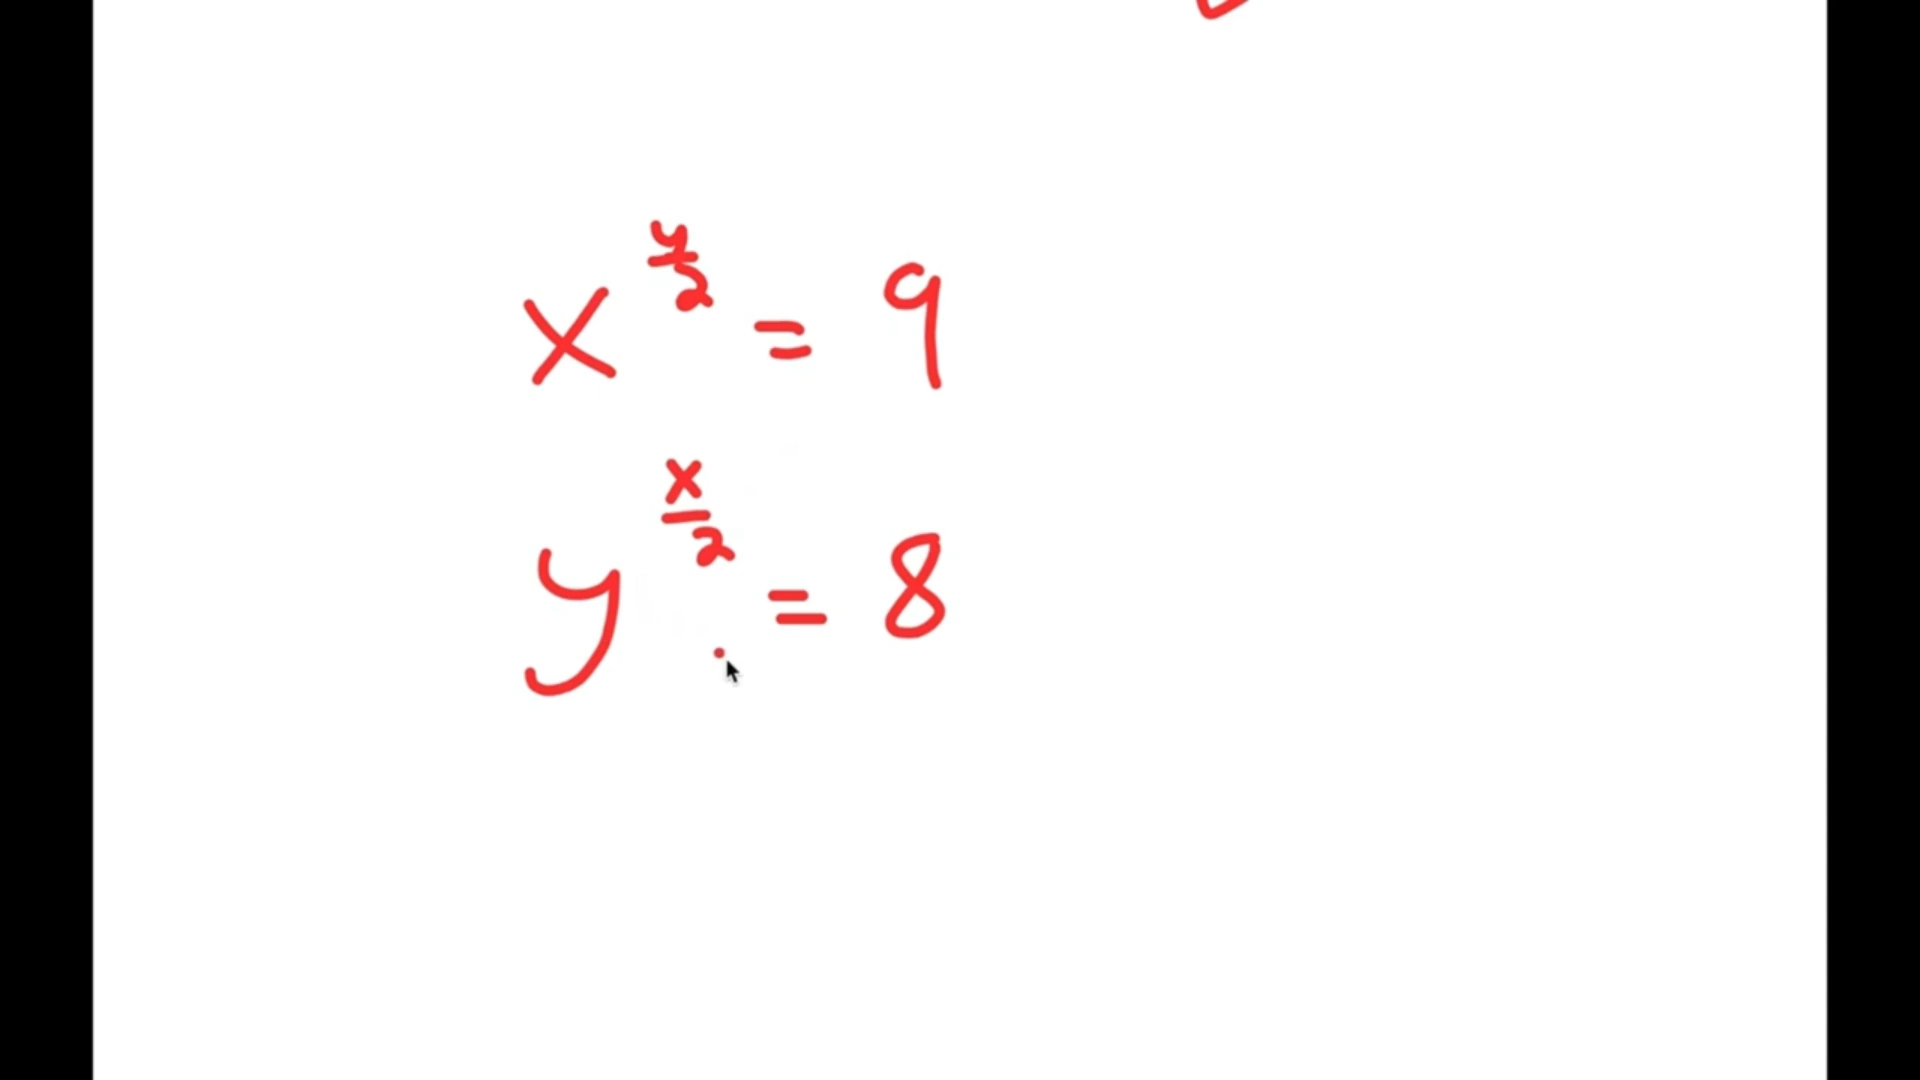 x^{y/2} = 9
y^{x/2} = 8